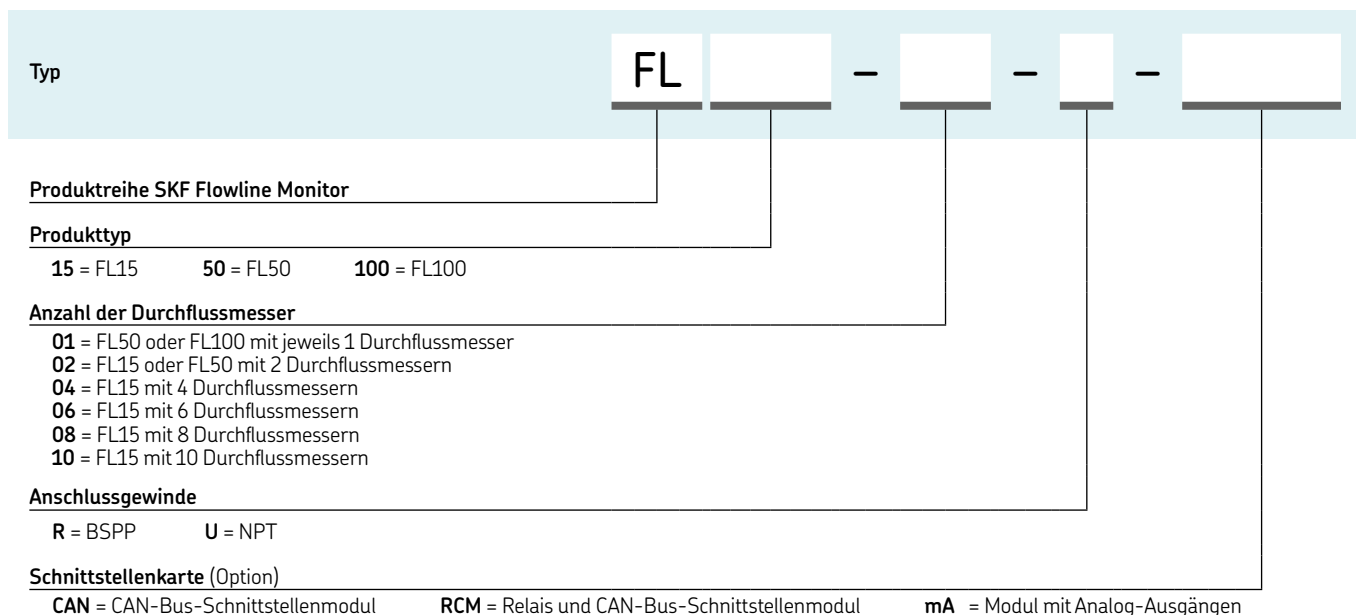 Typ FL – – –
Produktreihe SKF Flowline Monitor
Produkttyp
15 = FL15 50 = FL50 100 = FL100
Anzahl der Durchflussmesser
01 = FL50 oder FL100 mit jeweils 1 Durchflussmesser
02 = FL15 oder FL50 mit 2 Durchflussmessern
04 = FL15 mit 4 Durchflussmessern
06 = FL15 mit 6 Durchflussmessern
08 = FL15 mit 8 Durchflussmessern
10 = FL15 mit 10 Durchflussmessern
Anschlussgewinde
R = BSPP U = NPT
Schnittstellenkarte (Option)
CAN = CAN-Bus-Schnittstellenmodul RCM = Relais und CAN-Bus-Schnittstellenmodul mA = Modul mit Analog-Ausgängen